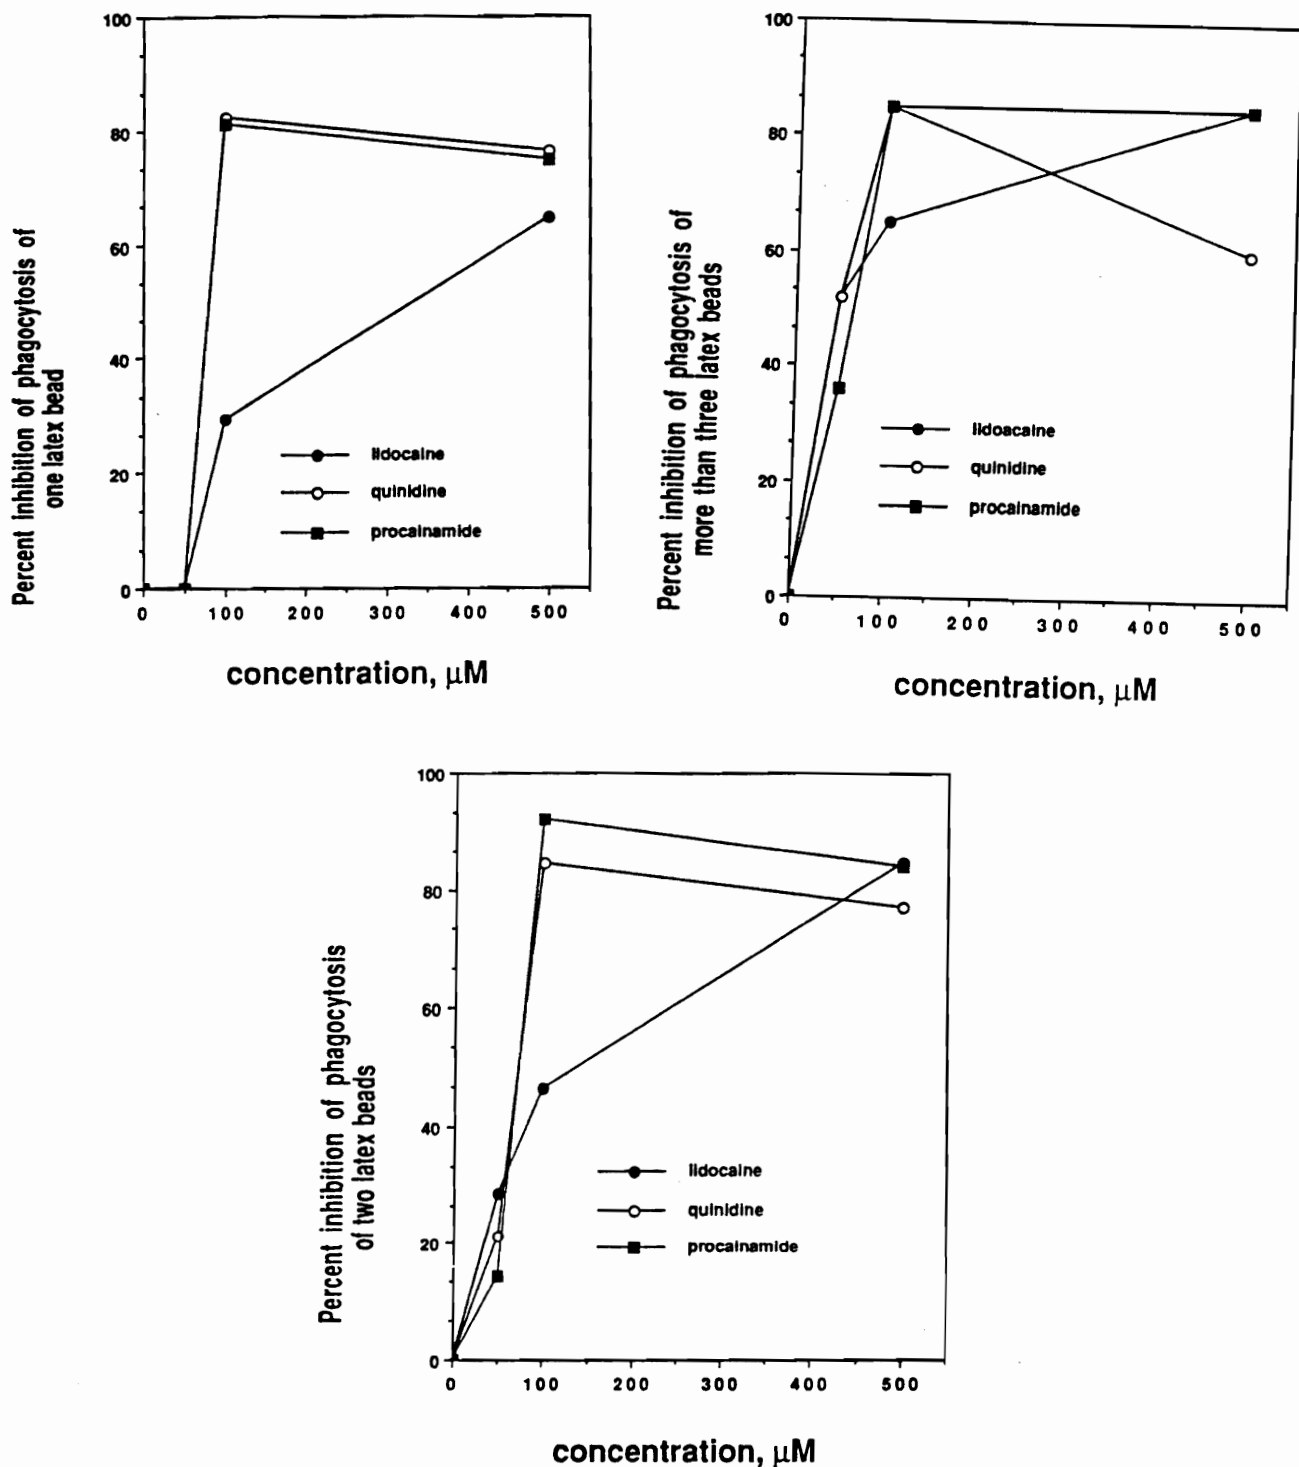 Percent inhibition of phagocytosis of
one latex bead
100
80
60
40
20
0
lidocaine
quinidine
procainamide
0 100 200 300 400 500
concentration, μM
Percent inhibition of phagocytosis of
more than three latex beads
100
80
60
40
20
0
lidoacaine
quinidine
procainamide
0 100 200 300 400 500
concentration, μM
Percent inhibition of phagocytosis
of two latex beads
100
80
60
40
20
0
lidocaine
quinidine
procainamide
0 100 200 300 400 500
concentration, μM